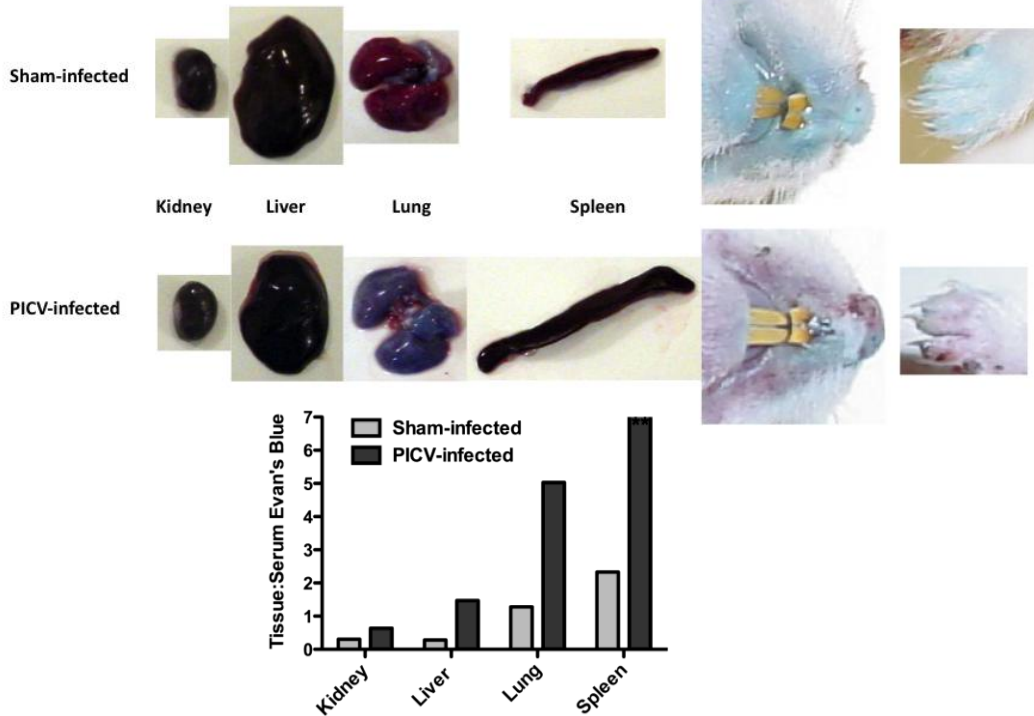 Sham-infected
Kidney Liver Lung Spleen
PICV-infected
Tissue:Serum Evan's Blue
7
6
5
4
3
2
1
0
Sham-infected
PICV-infected
**
Kidney
Liver
Lung
Spleen